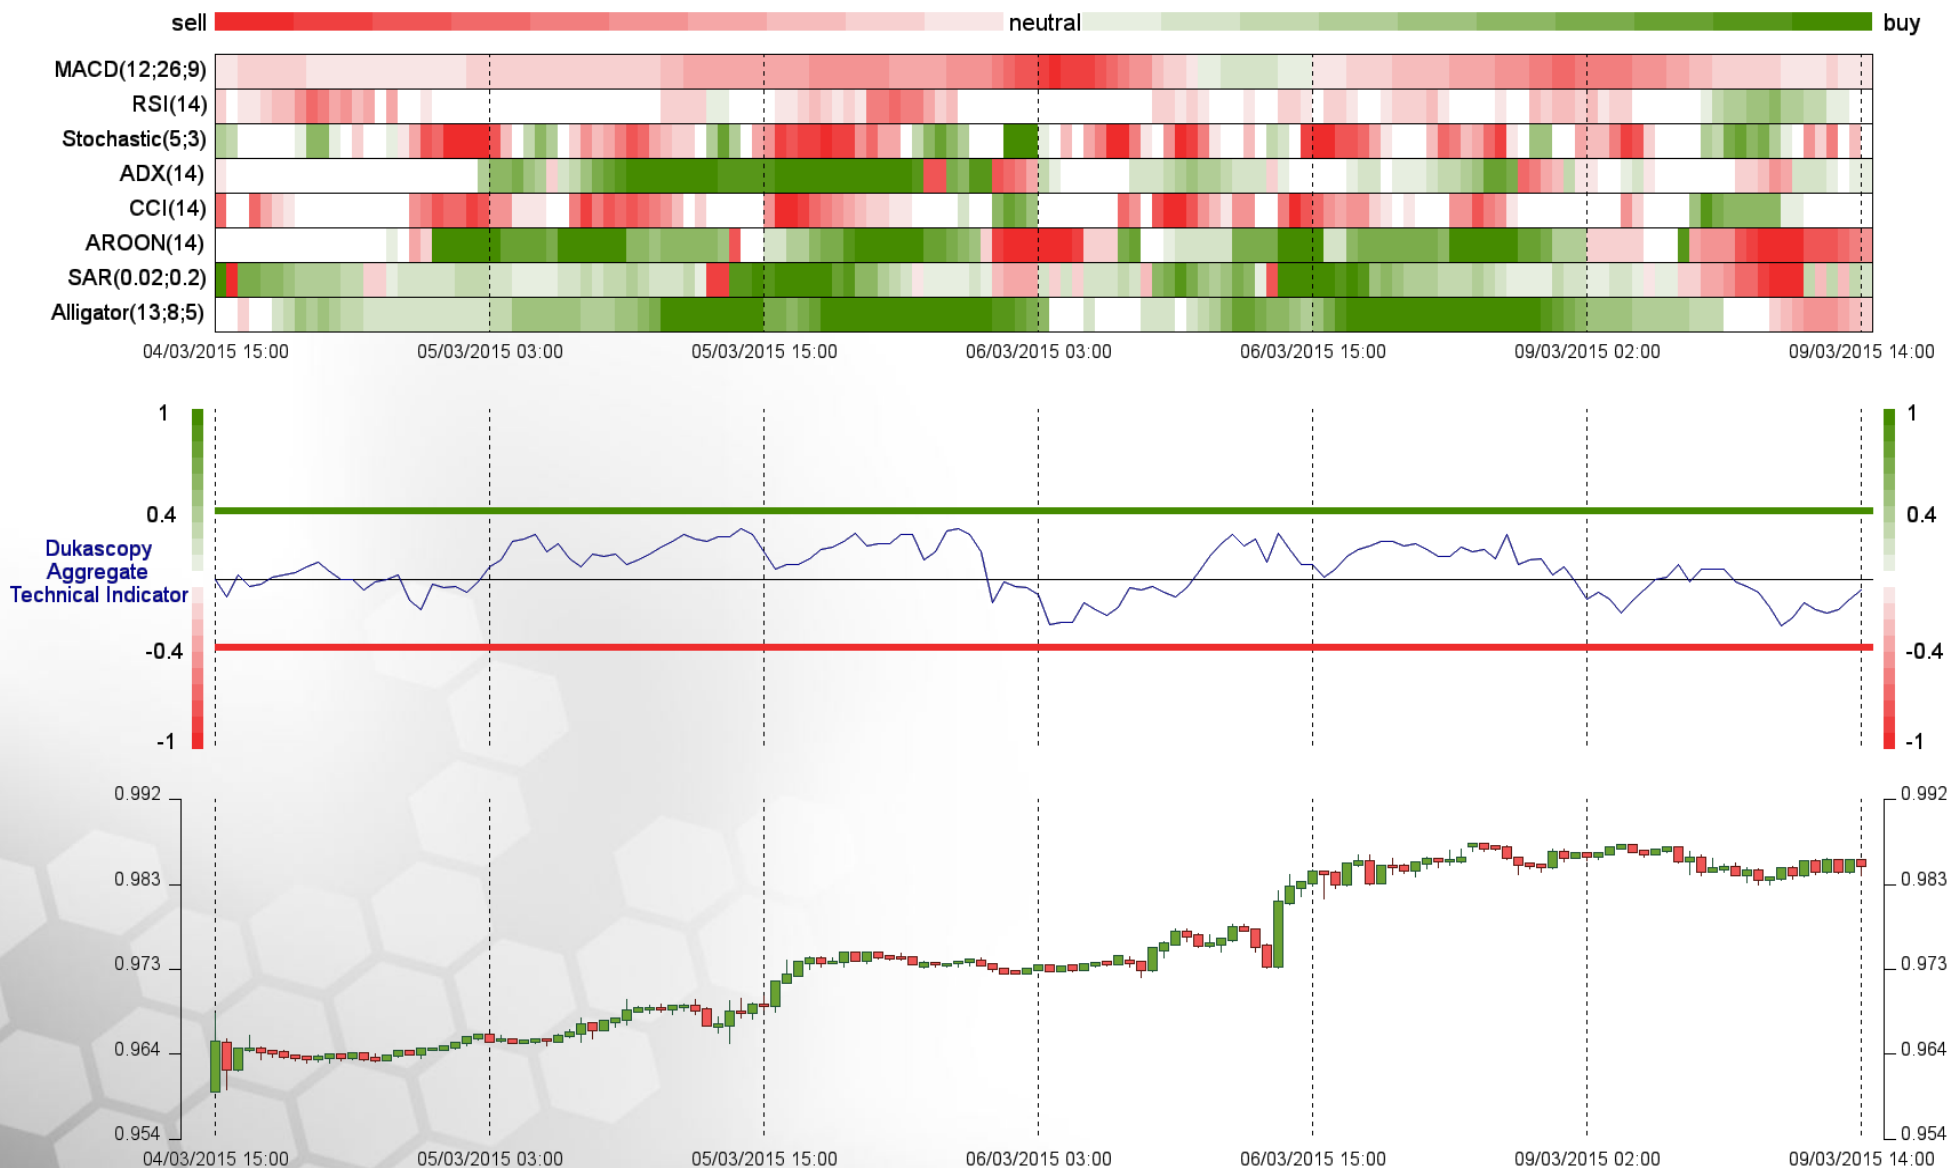 sell neutral buy
MACD(12;26;9)
RSI(14)
Stochastic(5;3)
ADX(14)
CCI(14)
AROON(14)
SAR(0.02;0.2)
Alligator(13;8;5)
04/03/2015 15:00 05/03/2015 03:00 05/03/2015 15:00 06/03/2015 03:00 06/03/2015 15:00 09/03/2015 02:00 09/03/2015 14:00
1 1
0.4 0.4
Dukascopy
Aggregate
Technical Indicator
-0.4 -0.4
-1 -1
0.992 0.992
0.983 0.983
0.973 0.973
0.964 0.964
0.954 0.954
04/03/2015 15:00 05/03/2015 03:00 05/03/2015 15:00 06/03/2015 03:00 06/03/2015 15:00 09/03/2015 02:00 09/03/2015 14:00